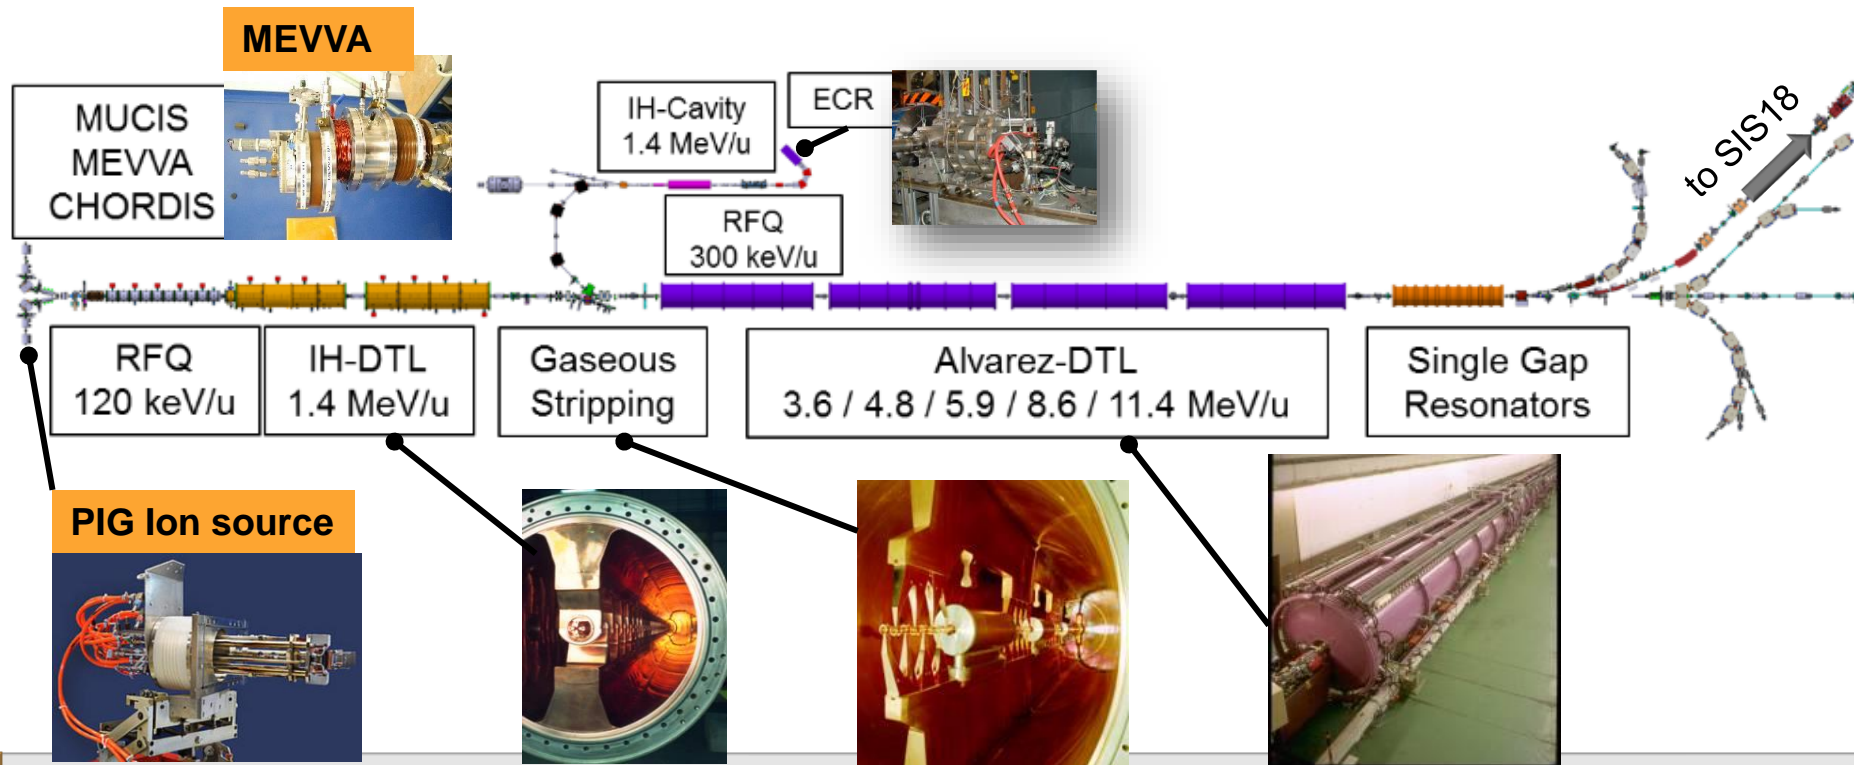 MEVVA
MUCIS
MEVVA
CHORDIS
IH-Cavity
1.4 MeV/u
ECR
RFQ
300 keV/u
to SIS18
RFQ
120 keV/u
IH-DTL
1.4 MeV/u
Gaseous
Stripping
Alvarez-DTL
3.6 / 4.8 / 5.9 / 8.6 / 11.4 MeV/u
Single Gap
Resonators
PIG Ion source